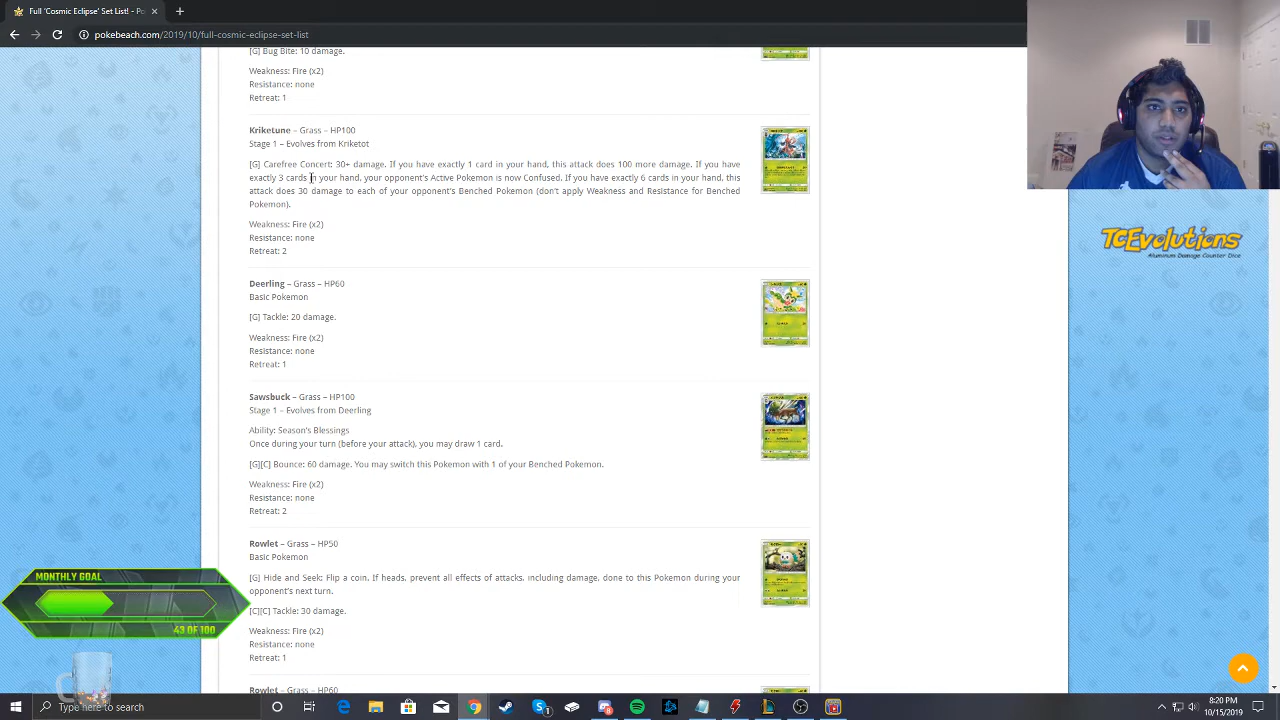 Full 'Cosmic Eclipse' Set List! - Po
pokebeach.com/2019/10/full-cosmic-eclipse-set-list
[G] Bug Bite: 10 damage.
Weakness: Fire (x2)
Resistance: none
Retreat: 1
Kriketune – Grass – HP100
Stage 1 – Evolves from Kriketot
[G] Carefree Concert: 30+ damage. If you have exactly 1 card in your hand, this attack does 100 more damage. If you have
exactly 3 cards in your hand, your opponent's Active Pokemon is now Paralyzed. If you have exactly 6 cards in your hand, this
attack does 30 damage to each of your opponent's Benched Pokemon (don't apply Weakness and Resistance for Benched
Pokemon).
Weakness: Fire (x2)
Resistance: none
Retreat: 2
Deerling – Grass – HP60
Basic Pokemon
[G] Tackle: 20 damage.
Weakness: Fire (x2)
Resistance: none
Retreat: 1
Sawsbuck – Grass – HP100
Stage 1 – Evolves from Deerling
Ability: Season's Blessings
Once during your turn (before your attack), you may draw 1 card.
[G][C] Bounce: 60 damage. You may switch this Pokemon with 1 of your Benched Pokemon.
Weakness: Fire (x2)
Resistance: none
Retreat: 2
Rowlet – Grass – HP50
Basic Pokemon
[C] Hide and Seek: Flip a coin. If heads, prevent all effects of attacks, including damage, done to this Pokemon during your
opponent's next turn.
[C][C] Tackle: 30 damage.
Weakness: Fire (x2)
Resistance: none
Retreat: 1
Rowlet – Grass – HP60
TCEvolutions
Aluminum Damage Counter Dice
MONTHLY GOAL
43 OF 100
Type here to search
8:20 PM
10/15/2019